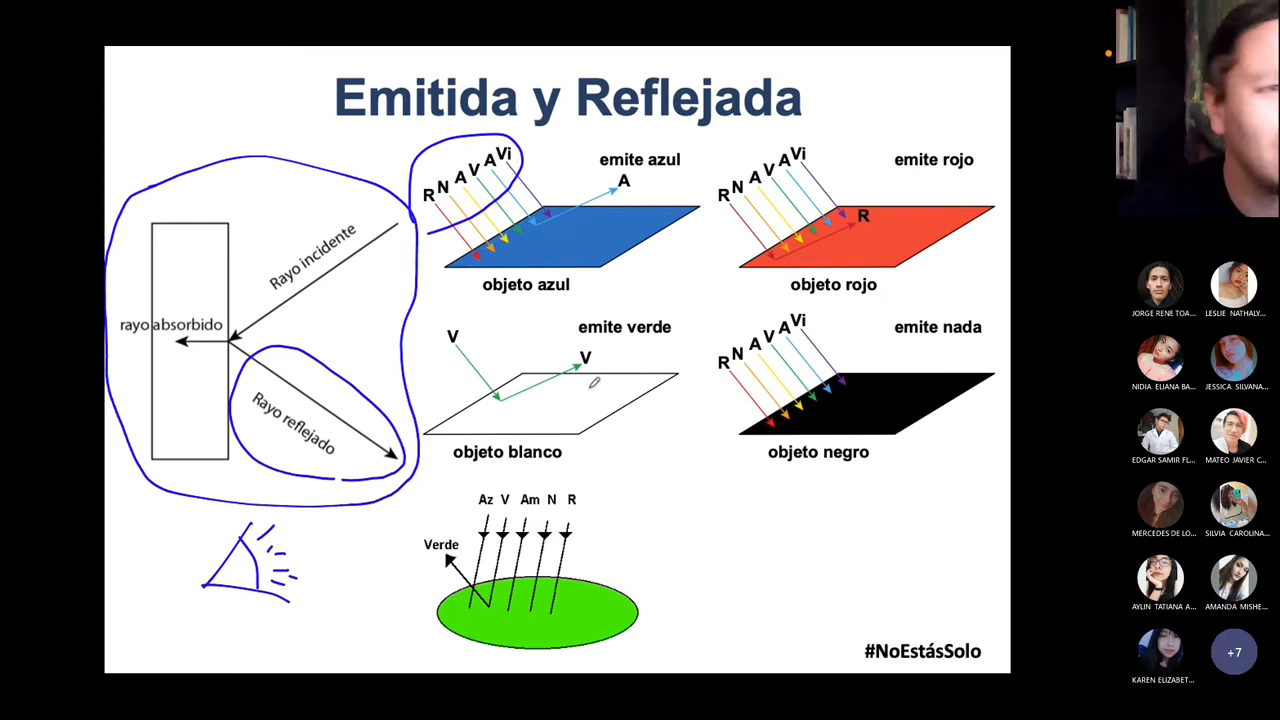 Emitida y Reflejada
Rayo incidente
rayo absorbido
Rayo reflejado
R N A V A Vi
emite azul
A
objeto azul
R N A V A Vi
emite rojo
R
objeto rojo
V
emite verde
V
objeto blanco
R N A V A Vi
emite nada
objeto negro
Az V Am N R
Verde
#NoEstásSolo
JORGE RENE TOA...
LESLIE NATHALY...
NIDIA ELIANA BA...
JESSICA SILVANA...
EDGAR SAMIR FL...
MATEO JAVIER C...
MERCEDES DE LO...
SILVIA CAROLINA...
AYLIN TATIANA A...
AMANDA MISHE...
KAREN ELIZABET...
+7